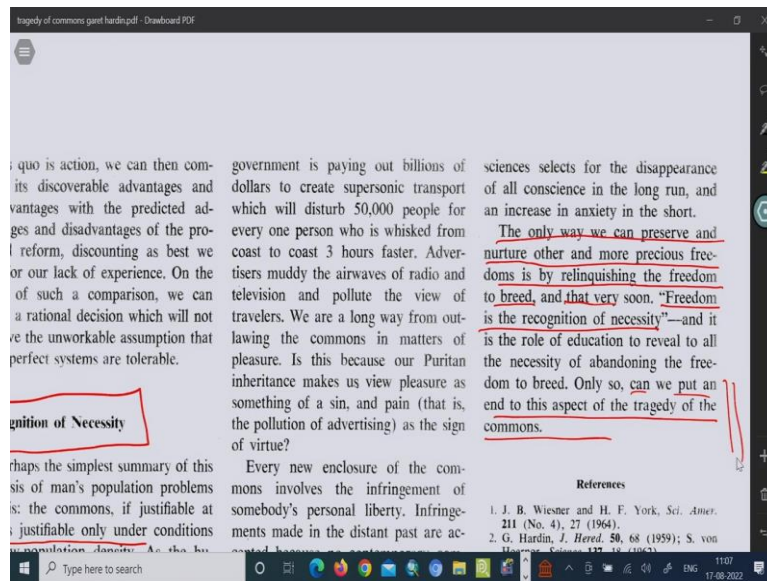 tragedy of commons garet hardin.pdf - Drawboard PDF
quo is action, we can then com-
its discoverable advantages and
vantages with the predicted ad-
ges and disadvantages of the pro-
reform, discounting as best we
or our lack of experience. On the
of such a comparison, we can
a rational decision which will not
ve the unworkable assumption that
perfect systems are tolerable.
gnition of Necessity
rhaps the simplest summary of this
sis of man's population problems
is: the commons, if justifiable at
justifiable only under conditions
population density. As the hu-
government is paying out billions of
dollars to create supersonic transport
which will disturb 50,000 people for
every one person who is whisked from
coast to coast 3 hours faster. Adver-
tisers muddy the airwaves of radio and
television and pollute the view of
travelers. We are a long way from out-
lawing the commons in matters of
pleasure. Is this because our Puritan
inheritance makes us view pleasure as
something of a sin, and pain (that is,
the pollution of advertising) as the sign
of virtue?
Every new enclosure of the com-
mons involves the infringement of
somebody's personal liberty. Infringe-
ments made in the distant past are ac-
sciences selects for the disappearance
of all conscience in the long run, and
an increase in anxiety in the short.
The only way we can preserve and
nurture other and more precious free-
doms is by relinquishing the freedom
to breed, and that very soon. "Freedom
is the recognition of necessity"—and it
is the role of education to reveal to all
the necessity of abandoning the free-
dom to breed. Only so, can we put an
end to this aspect of the tragedy of the
commons.
References
1. J. B. Wiesner and H. F. York, Sci. Amer.
211 (No. 4), 27 (1964).
2. G. Hardin, J. Hered. 50, 68 (1959); S. von
Type here to search
ENG
11:07
17-08-2022